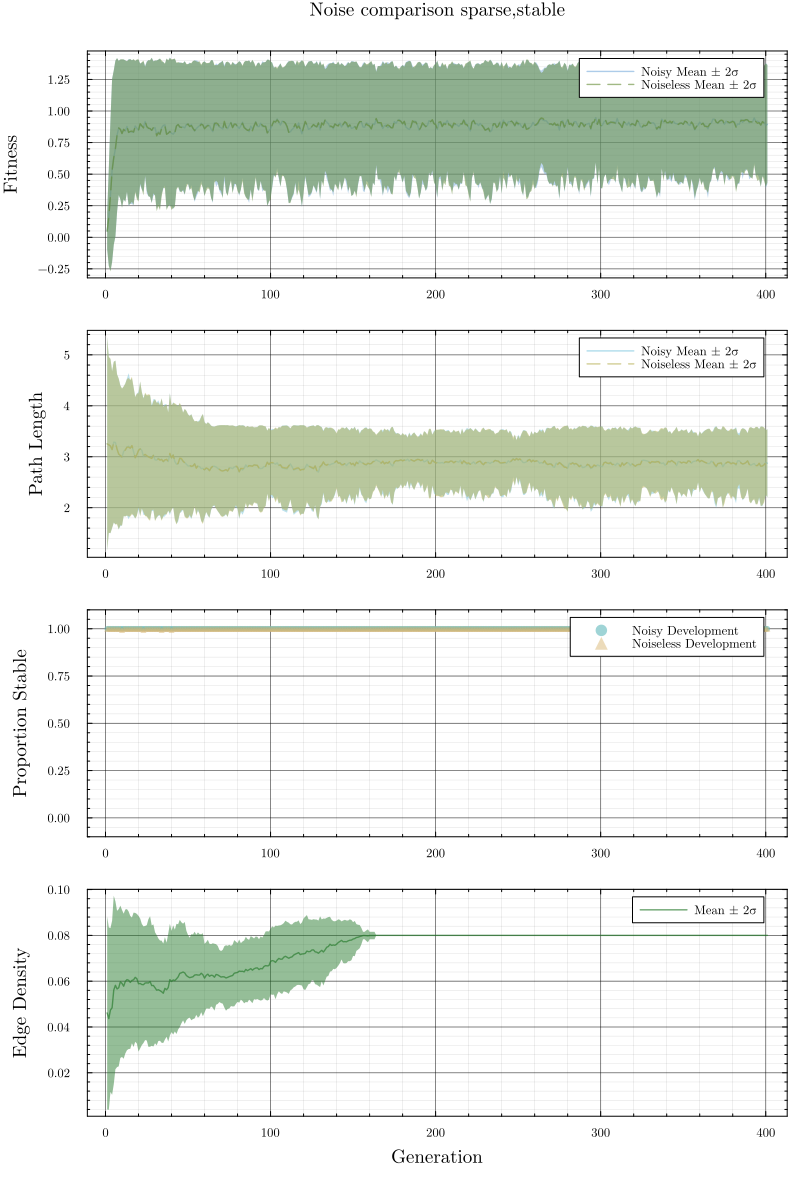 Noise comparison sparse,stable
Fitness
1.25
1.00
0.75
0.50
0.25
0.00
−0.25
Noisy Mean ± 2σ
Noiseless Mean ± 2σ
0 100 200 300 400
Path Length
5
4
3
2
Noisy Mean ± 2σ
Noiseless Mean ± 2σ
0 100 200 300 400
Proportion Stable
1.00
0.75
0.50
0.25
0.00
Noisy Development
Noiseless Development
0 100 200 300 400
Edge Density
0.10
0.08
0.06
0.04
0.02
Mean ± 2σ
0 100 200 300 400
Generation